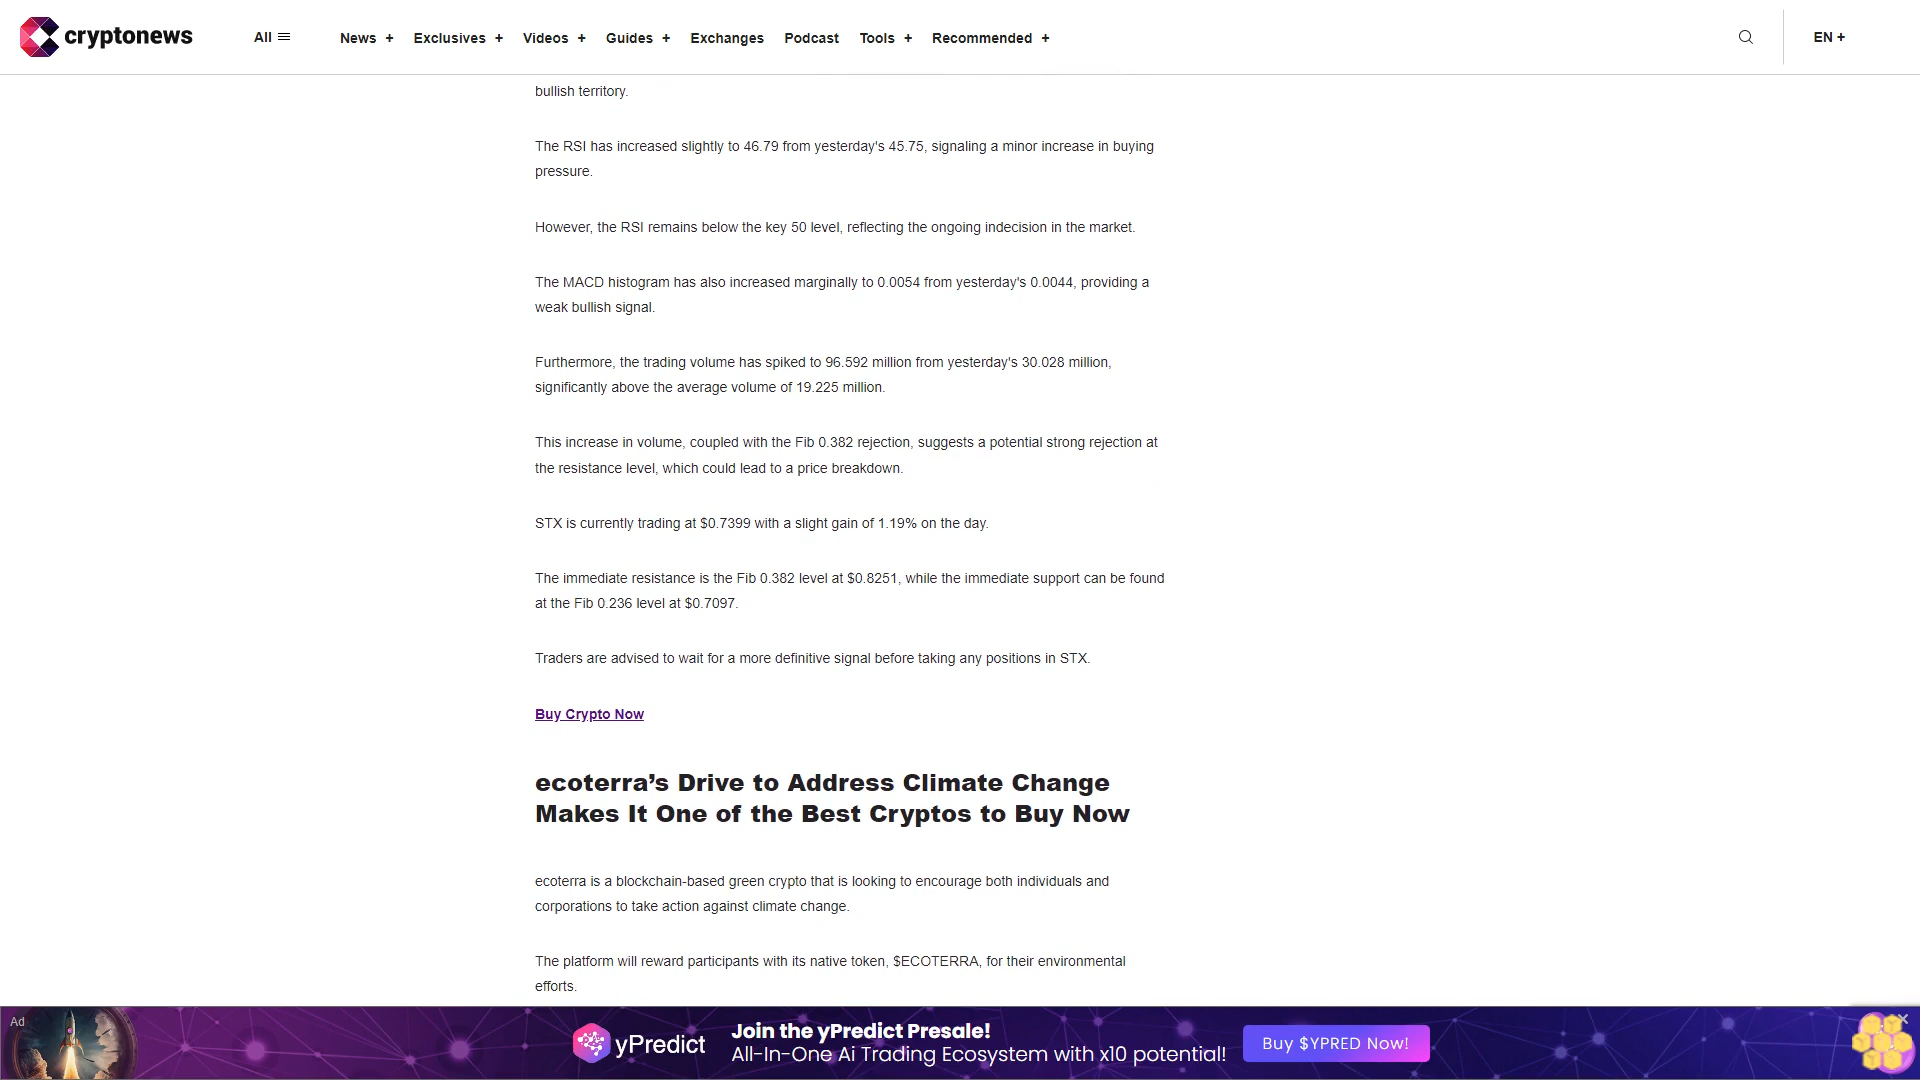 cryptonews
All
News +
Exclusives +
Videos +
Guides +
Exchanges
Podcast
Tools +
Recommended +
EN +
bullish territory.
The RSI has increased slightly to 46.79 from yesterday's 45.75, signaling a minor increase in buying
pressure.
However, the RSI remains below the key 50 level, reflecting the ongoing indecision in the market.
The MACD histogram has also increased marginally to 0.0054 from yesterday's 0.0044, providing a
weak bullish signal.
Furthermore, the trading volume has spiked to 96.592 million from yesterday's 30.028 million,
significantly above the average volume of 19.225 million.
This increase in volume, coupled with the Fib 0.382 rejection, suggests a potential strong rejection at
the resistance level, which could lead to a price breakdown.
STX is currently trading at $0.7399 with a slight gain of 1.19% on the day.
The immediate resistance is the Fib 0.382 level at $0.8251, while the immediate support can be found
at the Fib 0.236 level at $0.7097.
Traders are advised to wait for a more definitive signal before taking any positions in STX.
Buy Crypto Now
ecoterra’s Drive to Address Climate Change
Makes It One of the Best Cryptos to Buy Now
ecoterra is a blockchain-based green crypto that is looking to encourage both individuals and
corporations to take action against climate change.
The platform will reward participants with its native token, $ECOTERRA, for their environmental
efforts.
Ad
yPredict
Join the yPredict Presale!
All-In-One Ai Trading Ecosystem with x10 potential!
Buy $YPRED Now!